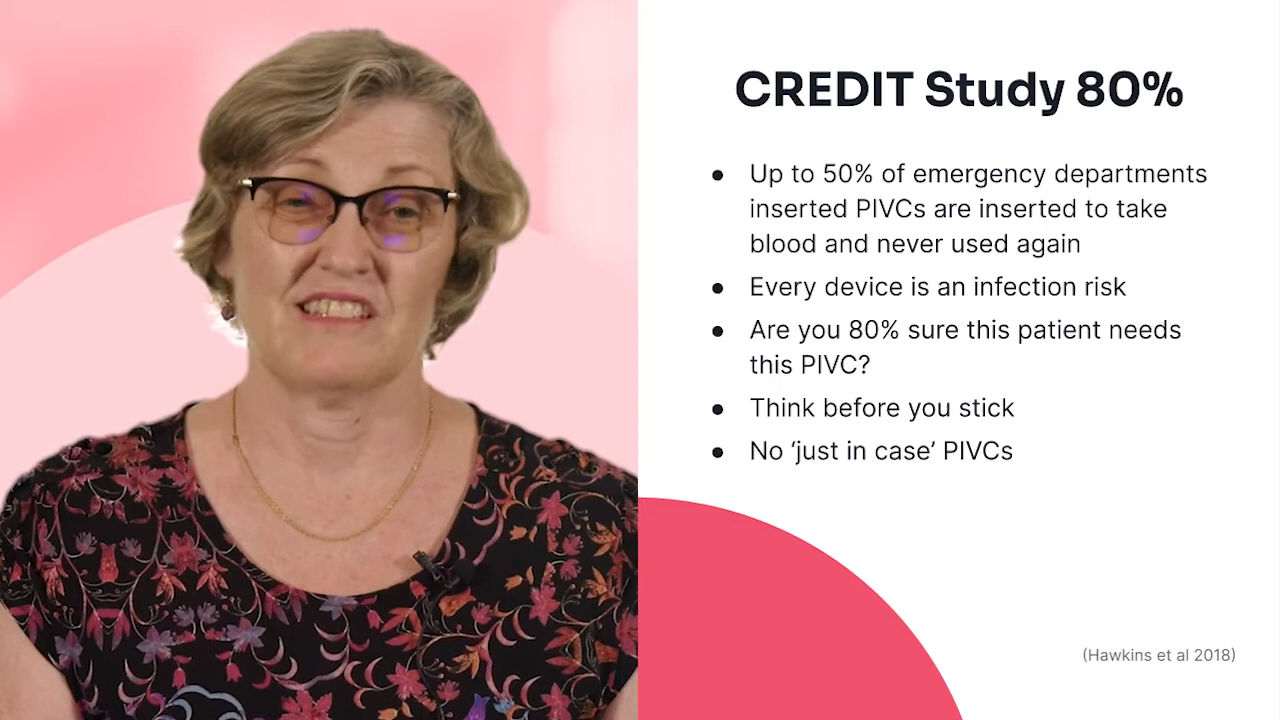 CREDIT Study 80%
● Up to 50% of emergency departments
inserted PIVCs are inserted to take
blood and never used again
● Every device is an infection risk
● Are you 80% sure this patient needs
this PIVC?
● Think before you stick
● No ‘just in case’ PIVCs
(Hawkins et al 2018)